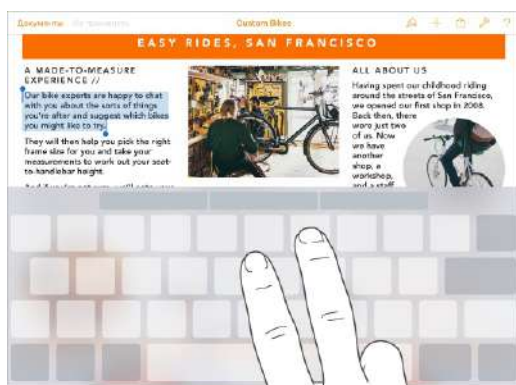 Документы
Custom Bikes
EASY RIDES, SAN FRANCISCO
A MADE-TO-MEASURE
EXPERIENCE //
Our bike experts are happy to chat
with you about the sorts of things
you're after and suggest which bikes
you might like to try.
They will then help you pick the right
frame size for you and take your
measurements to work out your seat-
to-handlebar height.
ALL ABOUT US
Having spent our childhood riding
around the streets of San Francisco,
we opened our first shop in 2008.
Back then, there
were just two
of us. Now
we have
another
shop, a
workshop,
and a staff